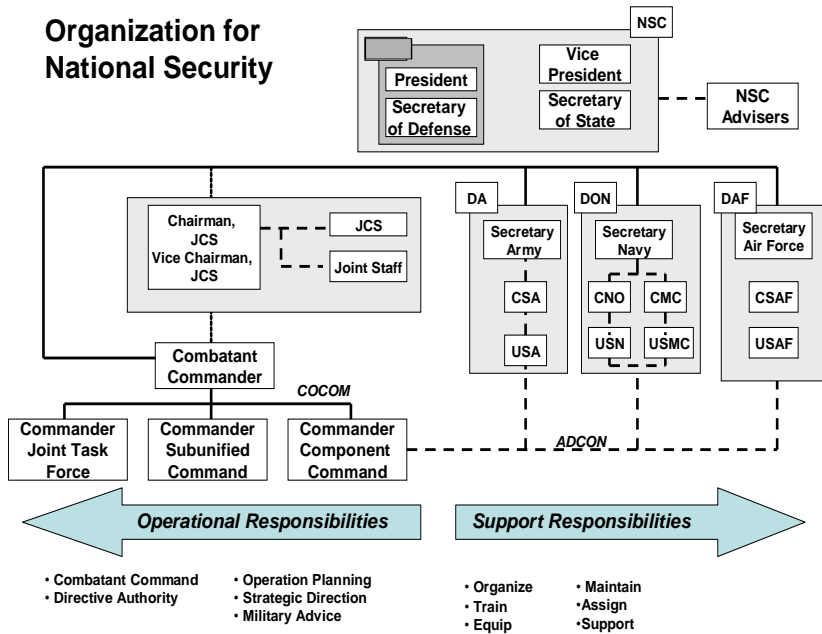 Organization for
National Security
NSC
President
Secretary
of Defense
Vice
President
Secretary
of State
NSC
Advisers
Chairman,
JCS
Vice Chairman,
JCS
JCS
Joint Staff
DA
Secretary
Army
CSA
USA
DON
Secretary
Navy
CNO
CMC
USN
USMC
DAF
Secretary
Air Force
CSAF
USAF
Combatant
Commander
COCOM
Commander
Joint Task
Force
Commander
Subunified
Command
Commander
Component
Command
ADCON
Operational Responsibilities
Support Responsibilities
• Combatant Command
• Directive Authority
• Operation Planning
• Strategic Direction
• Military Advice
• Organize
• Train
• Equip
• Maintain
•Assign
•Support